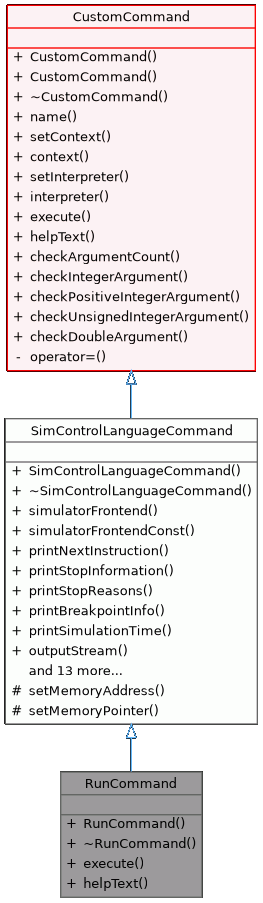 CustomCommand
+ CustomCommand()
+ CustomCommand()
+ ~CustomCommand()
+ name()
+ setContext()
+ context()
+ setInterpreter()
+ interpreter()
+ execute()
+ helpText()
+ checkArgumentCount()
+ checkIntegerArgument()
+ checkPositiveIntegerArgument()
+ checkUnsignedIntegerArgument()
+ checkDoubleArgument()
- operator=()
SimControlLanguageCommand
+ SimControlLanguageCommand()
+ ~SimControlLanguageCommand()
+ simulatorFrontend()
+ simulatorFrontendConst()
+ printNextInstruction()
+ printStopInformation()
+ printStopReasons()
+ printBreakpointInfo()
+ printSimulationTime()
+ outputStream()
and 13 more...
# setMemoryAddress()
# setMemoryPointer()
RunCommand
+ RunCommand()
+ ~RunCommand()
+ execute()
+ helpText()